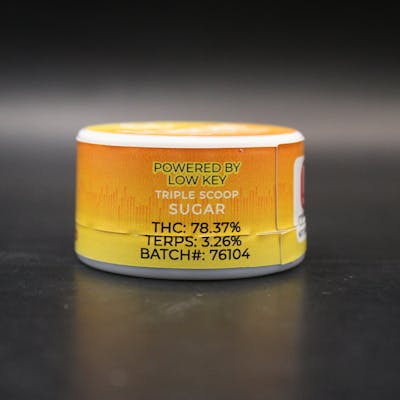 POWERED BY
LOW KEY
TRIPLE SCOOP
SUGAR
THC: 78.37%
TERPS: 3.26%
BATCH#: 76104